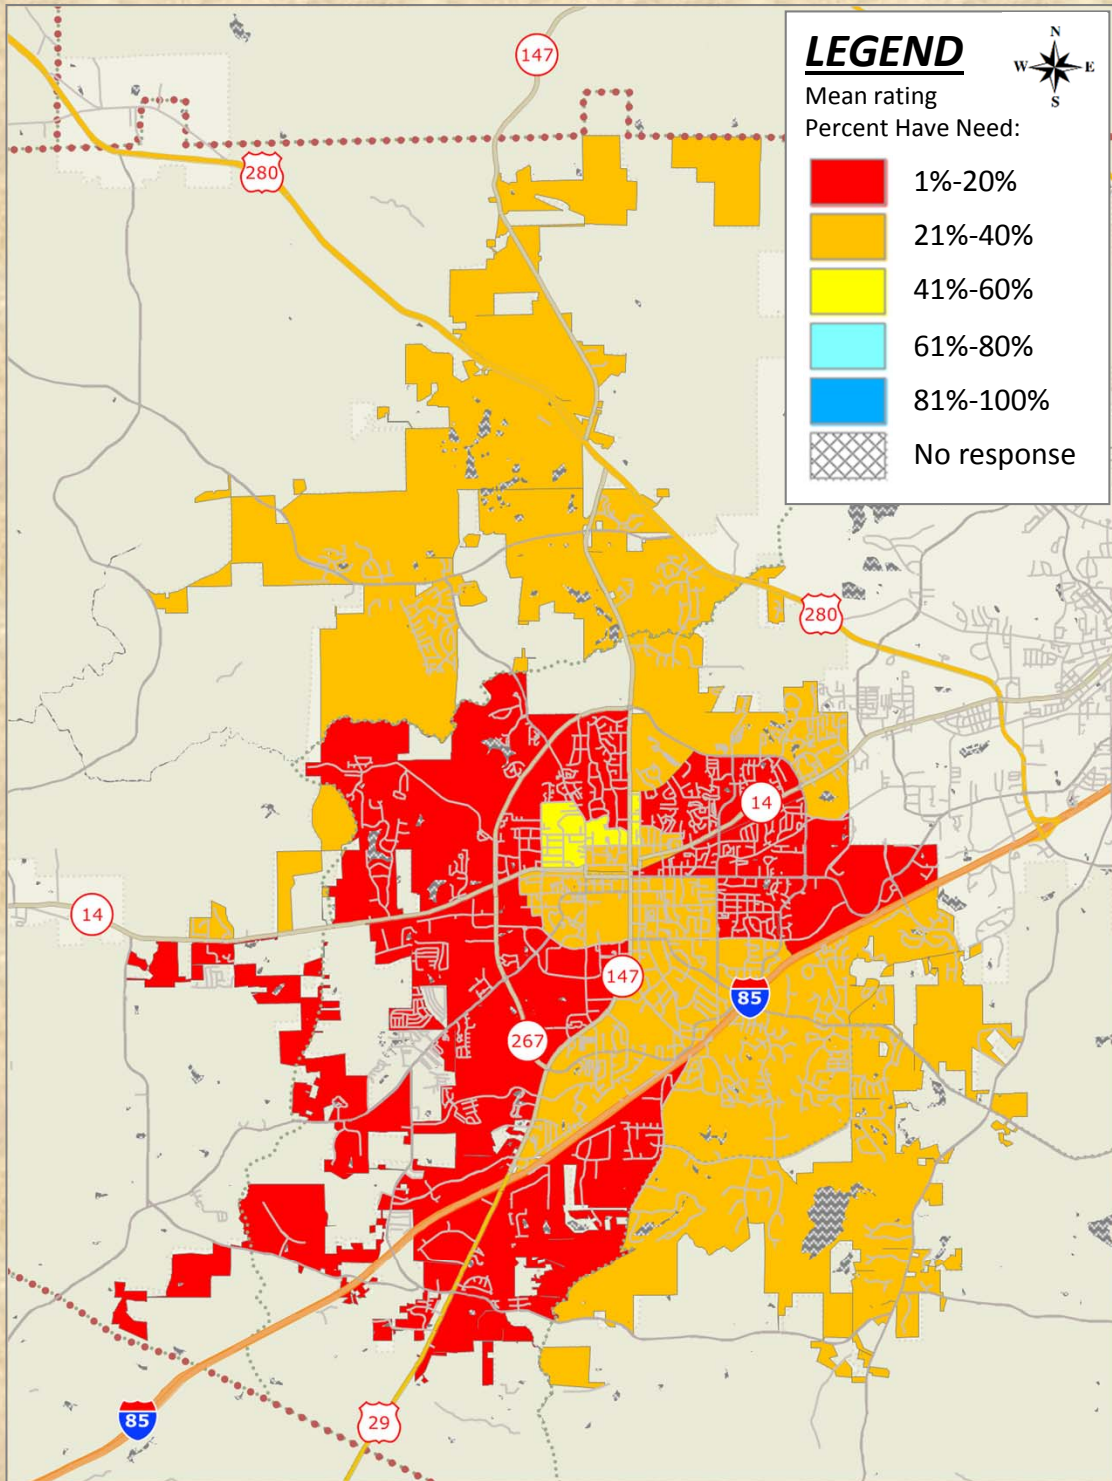 147
LEGEND
N
W E
S
Mean rating
Percent Have Need:
1%-20%
21%-40%
41%-60%
61%-80%
81%-100%
No response
280
280
14
14
147
85
267
85
29